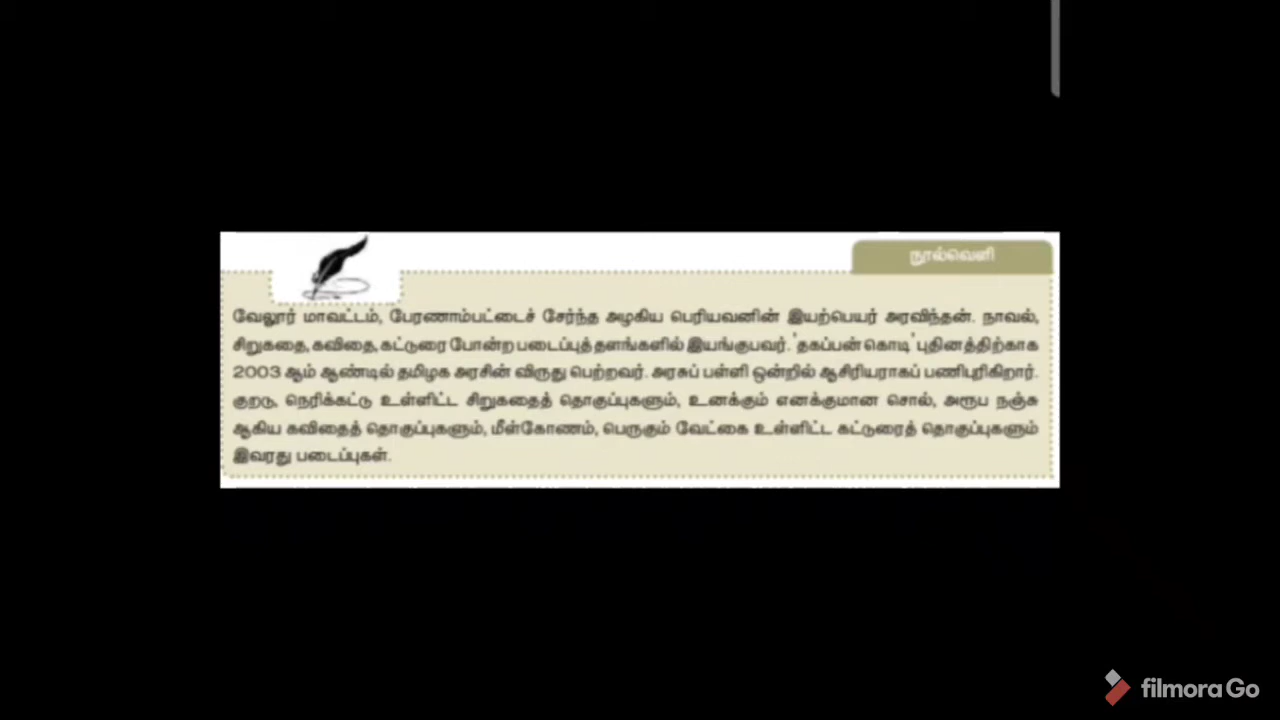 நூல்வெளி
வேலூர் மாவட்டம், பேரணாம்பட்டைச் சேர்ந்த அழகிய பெரியவனின் இயற்பெயர் அரவிந்தன். நாவல்,
சிறுகதை, கவிதை, கட்டுரை போன்ற படைப்புத் தளங்களில் இயங்குபவர். 'தகப்பன் கொடி' புதினத்திற்காக
2003 ஆம் ஆண்டில் தமிழக அரசின் விருது பெற்றவர். அரசுப் பள்ளி ஒன்றில் ஆசிரியராகப் பணிபுரிகிறார்.
குறடு, நெரிக்கட்டு உள்ளிட்ட சிறுகதைத் தொகுப்புகளும், உனக்கும் எனக்குமான சொல், அரூப நஞ்சு
ஆகிய கவிதைத் தொகுப்புகளும், மீள்கோணம், பெருகும் வேட்கை உள்ளிட்ட கட்டுரைத் தொகுப்புகளும்
இவரது படைப்புகள்.
filmora Go